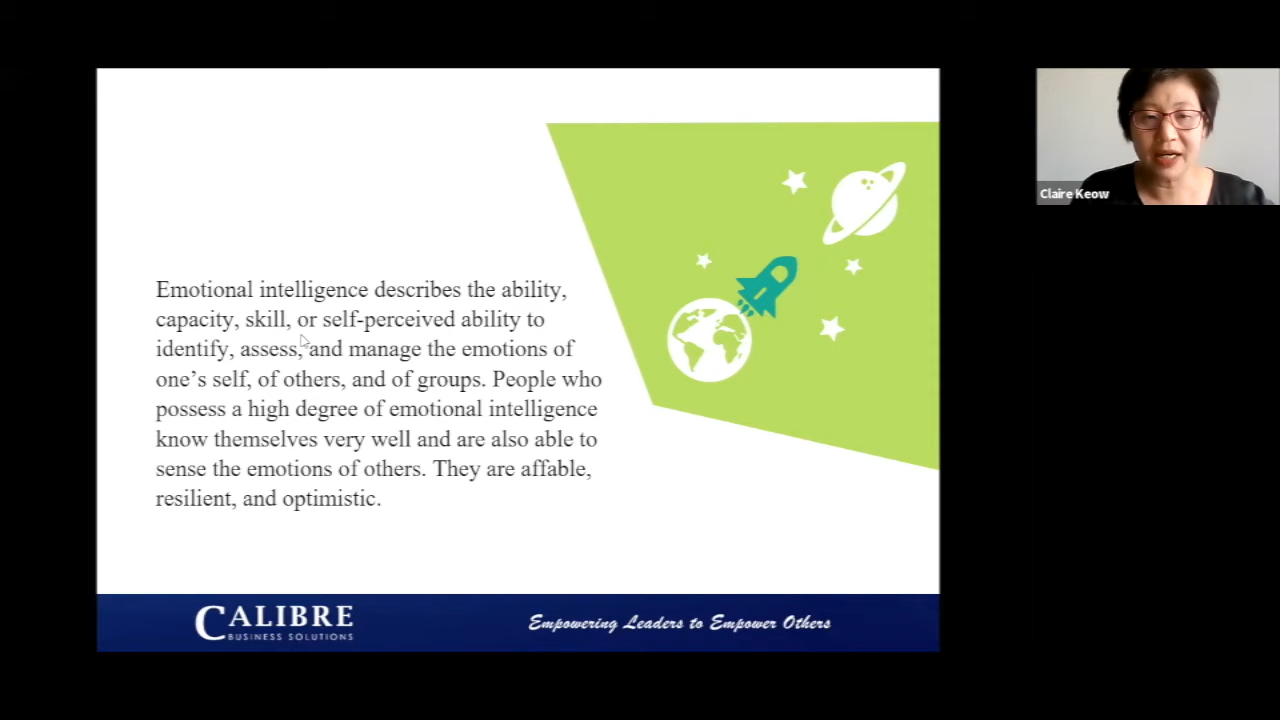 Emotional intelligence describes the ability,
capacity, skill, or self-perceived ability to
identify, assess, and manage the emotions of
one’s self, of others, and of groups. People who
possess a high degree of emotional intelligence
know themselves very well and are also able to
sense the emotions of others. They are affable,
resilient, and optimistic.
CALIBRE
BUSINESS SOLUTIONS
Empowering Leaders to Empower Others
Claire Keow